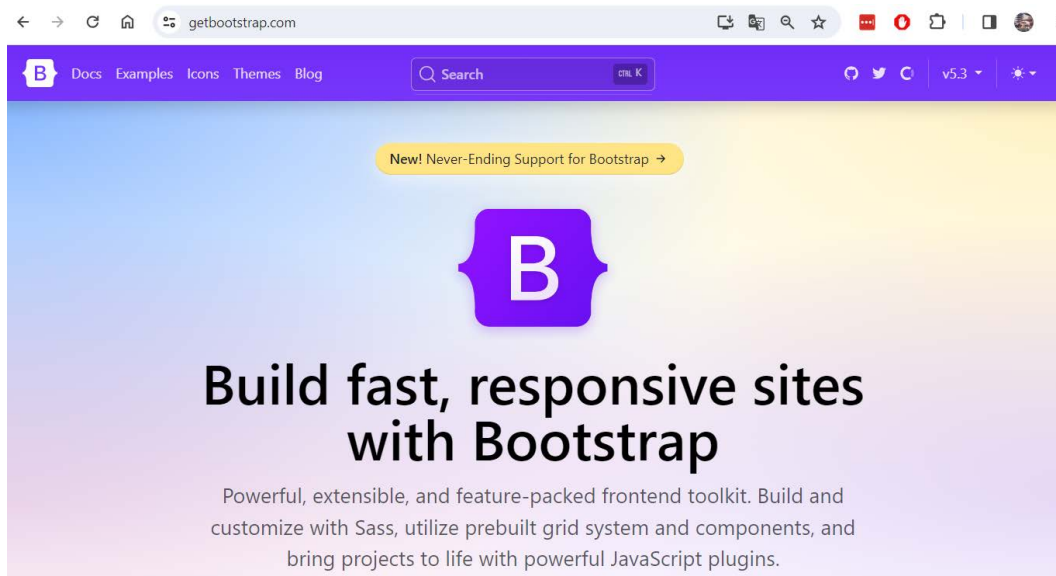 getbootstrap.com
B Docs Examples Icons Themes Blog Search CTRL K v5.3
New! Never-Ending Support for Bootstrap →
B
Build fast, responsive sites
with Bootstrap
Powerful, extensible, and feature-packed frontend toolkit. Build and
customize with Sass, utilize prebuilt grid system and components, and
bring projects to life with powerful JavaScript plugins.